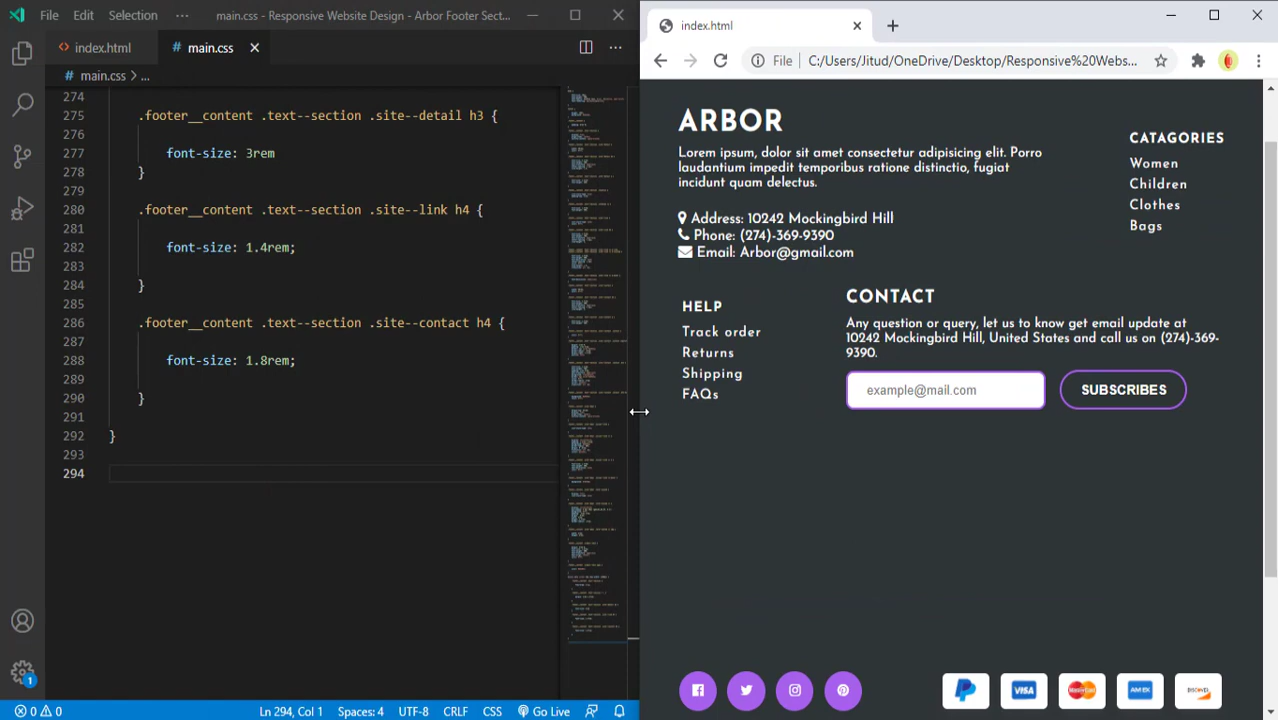 File Edit Selection ··· main.css - Responsive Website Design - Arbor Footer Sect...
index.html
main.css
main.css > ...
274
275 .footer__content .text--section .site--detail h3 {
276
277 font-size: 3rem
278 }
279
280 .footer__content .text--section .site--link h4 {
281
282 font-size: 1.4rem;
283
284 }
285
286 .footer__content .text--section .site--contact h4 {
287
288 font-size: 1.8rem;
289
290 }
291
292 }
293
294
1
0 0 Ln 294, Col 1 Spaces: 4 UTF-8 CRLF CSS Go Live
index.html
File C:/Users/Jitud/OneDrive/Desktop/Responsive%20Webs...
ARBOR
Lorem ipsum, dolor sit amet consectetur adipisicing elit. Porro
laudantium impedit temporibus ratione distinctio, fugiat
incidunt quam delectus.
Address: 10242 Mockingbird Hill
Phone: (274)-369-9390
Email: Arbor@gmail.com
CATAGORIES
Women
Children
Clothes
Bags
HELP
Track order
Returns
Shipping
FAQs
CONTACT
Any question or query, let us to know get email update at
10242 Mockingbird Hill, United States and call us on (274)-369-
9390.
example@mail.com SUBSCRIBES
VISA MasterCard AM EX DISCOVER